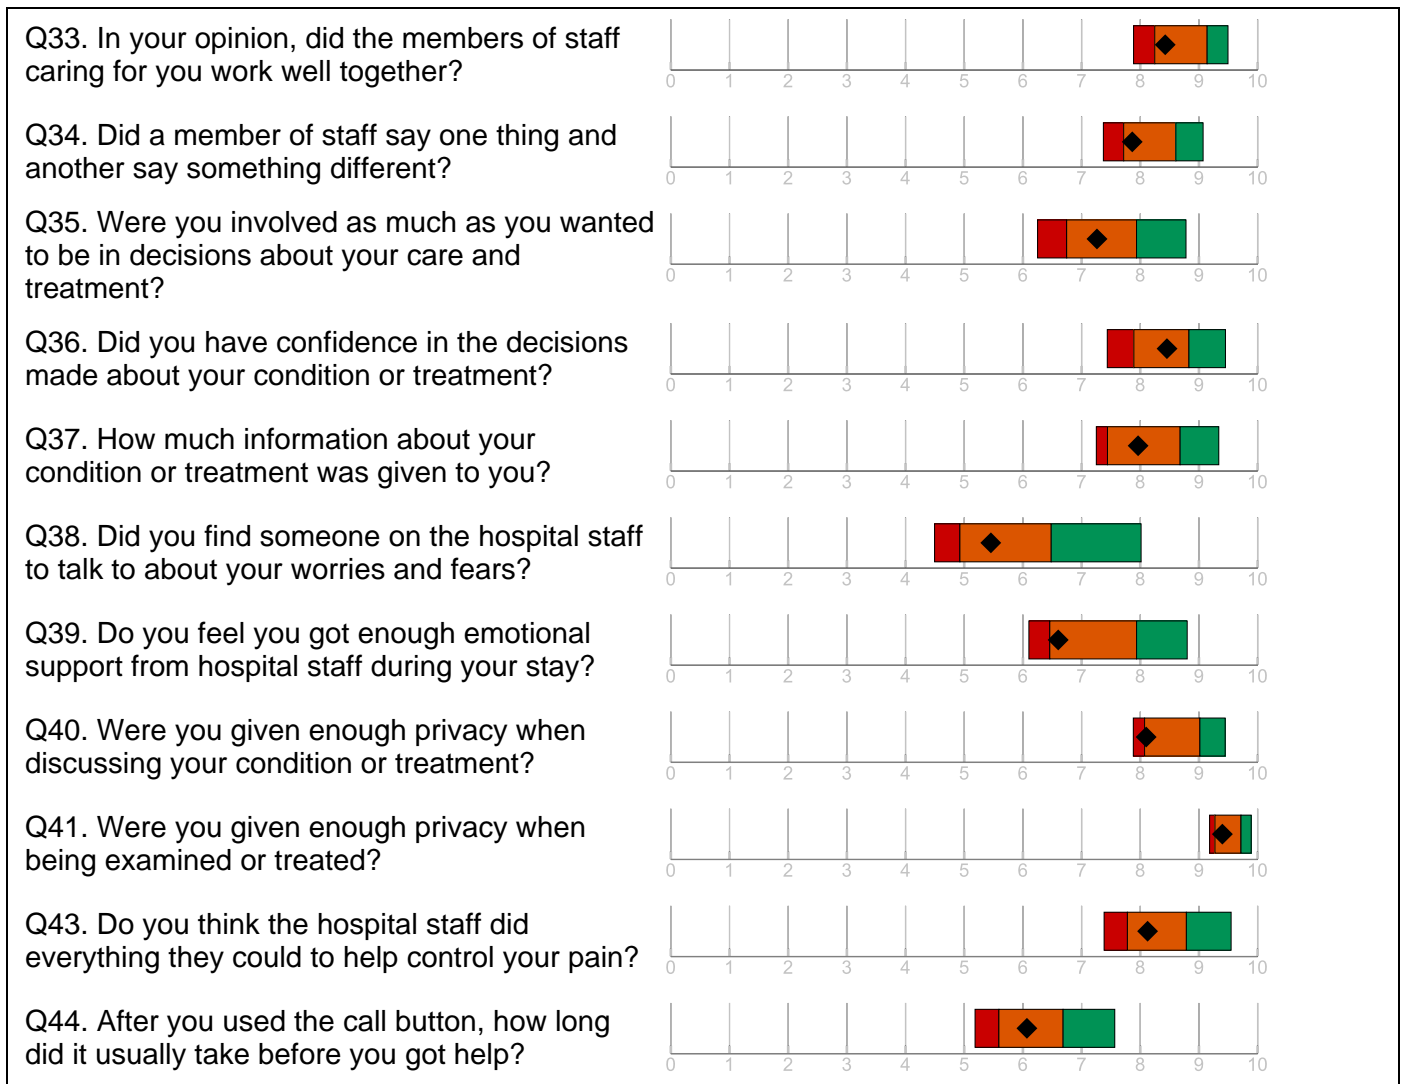 Q33. In your opinion, did the members of staff
caring for you work well together?
0 1 2 3 4 5 6 7 8 9 10
Q34. Did a member of staff say one thing and
another say something different?
0 1 2 3 4 5 6 7 8 9 10
Q35. Were you involved as much as you wanted
to be in decisions about your care and
treatment?
0 1 2 3 4 5 6 7 8 9 10
Q36. Did you have confidence in the decisions
made about your condition or treatment?
0 1 2 3 4 5 6 7 8 9 10
Q37. How much information about your
condition or treatment was given to you?
0 1 2 3 4 5 6 7 8 9 10
Q38. Did you find someone on the hospital staff
to talk to about your worries and fears?
0 1 2 3 4 5 6 7 8 9 10
Q39. Do you feel you got enough emotional
support from hospital staff during your stay?
0 1 2 3 4 5 6 7 8 9 10
Q40. Were you given enough privacy when
discussing your condition or treatment?
0 1 2 3 4 5 6 7 8 9 10
Q41. Were you given enough privacy when
being examined or treated?
0 1 2 3 4 5 6 7 8 9 10
Q43. Do you think the hospital staff did
everything they could to help control your pain?
0 1 2 3 4 5 6 7 8 9 10
Q44. After you used the call button, how long
did it usually take before you got help?
0 1 2 3 4 5 6 7 8 9 10